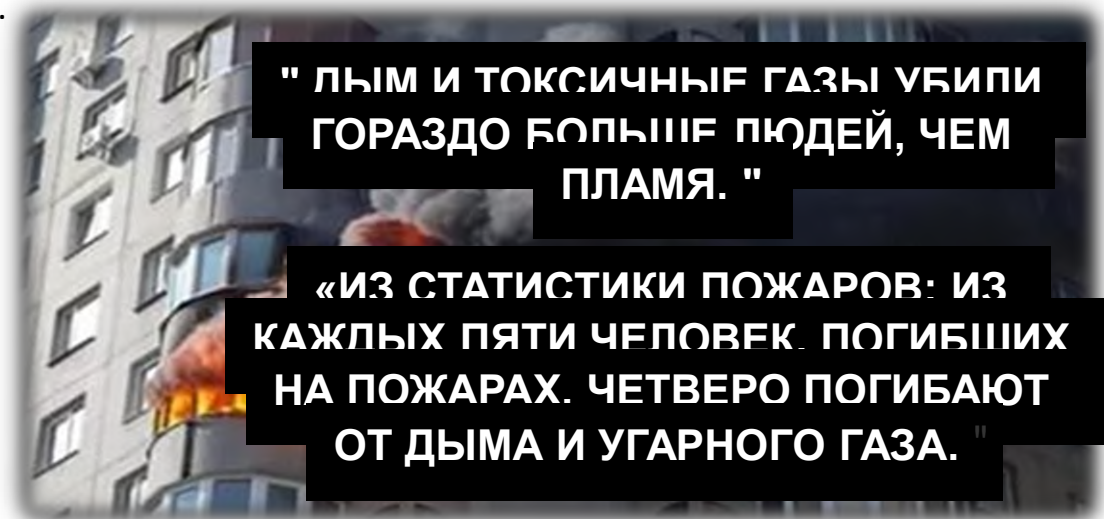 " ДЫМ И ТОКСИЧНЫЕ ГАЗЫ УБИЛИ
ГОРАЗДО БОЛЬШЕ ЛЮДЕЙ, ЧЕМ
ПЛАМЯ. "
«ИЗ СТАТИСТИКИ ПОЖАРОВ: ИЗ
КАЖДЫХ ПЯТИ ЧЕЛОВЕК, ПОГИБШИХ
НА ПОЖАРАХ, ЧЕТВЕРО ПОГИБАЮТ
ОТ ДЫМА И УГАРНОГО ГАЗА. "